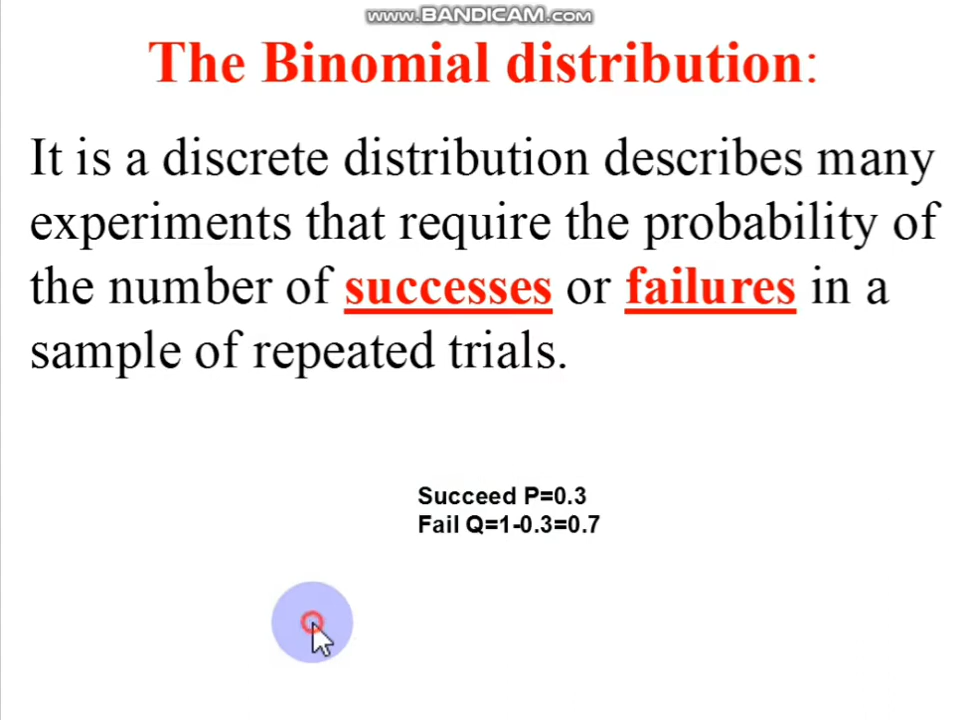 www.BANDICAM.com
The Binomial distribution:
It is a discrete distribution describes many
experiments that require the probability of
the number of successes or failures in a
sample of repeated trials.
Succeed P=0.3
Fail Q=1-0.3=0.7